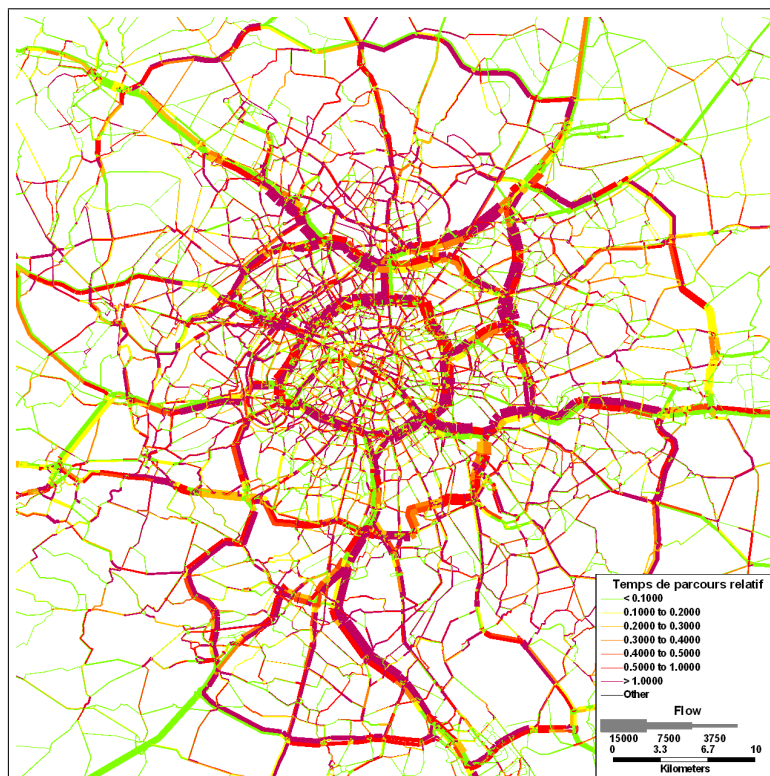 Temps de parcours relatif
< 0.1000
0.1000 to 0.2000
0.2000 to 0.3000
0.3000 to 0.4000
0.4000 to 0.5000
0.5000 to 1.0000
> 1.0000
Other
Flow
15000 7500 3750
0 3.3 6.7 10
Kilometers